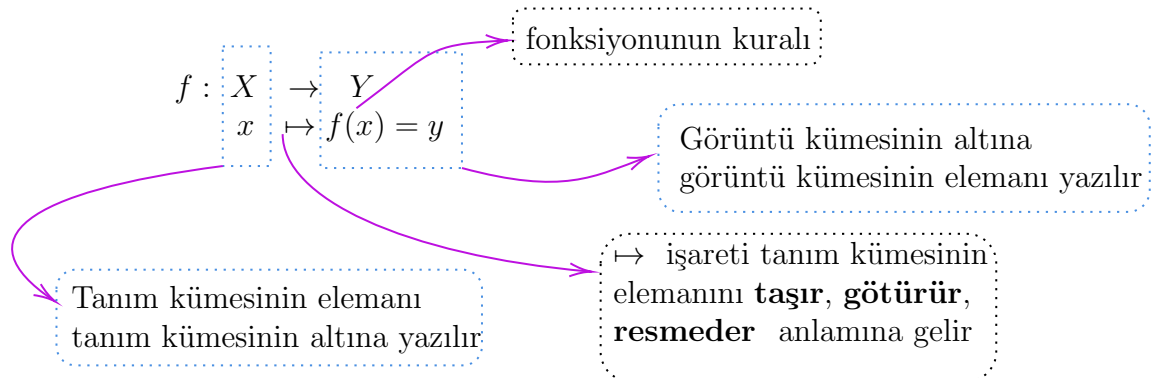 fonksiyonunun kuralı
f : X → Y
x ↦ f(x) = y
Görüntü kümesinin altına
görüntü kümesinin elemanı yazılır
↦ işareti tanım kümesinin
elemanını taşır, götürür,
resmeder anlamına gelir
Tanım kümesinin elemanı
tanım kümesinin altına yazılır